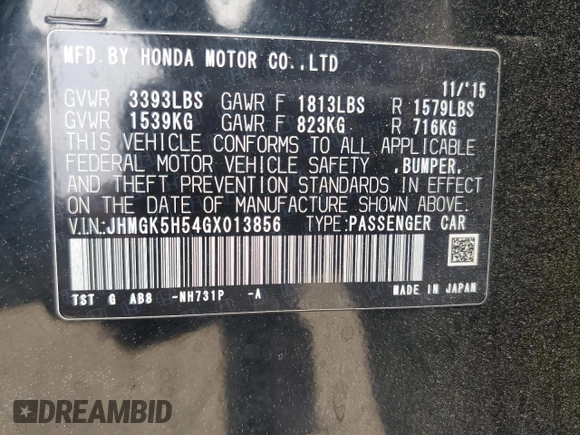 MFD.BY HONDA MOTOR CO.,LTD
11/'15
GVWR 3393LBS GAWR F 1813LBS R 1579LBS
GVWR 1539KG GAWR F 823KG R 716KG
THIS VEHICLE CONFORMS TO ALL APPLICABLE
FEDERAL MOTOR VEHICLE SAFETY ,BUMPER,
AND THEFT PREVENTION STANDARDS IN EFFECT
ON THE DATE OF MANUFACTURE SHOWN ABOVE.
V.I.N:JHMGK5H54GX013856 TYPE:PASSENGER CAR
TST G AB8 -NH731P -A
MADE IN JAPAN
DREAMBID